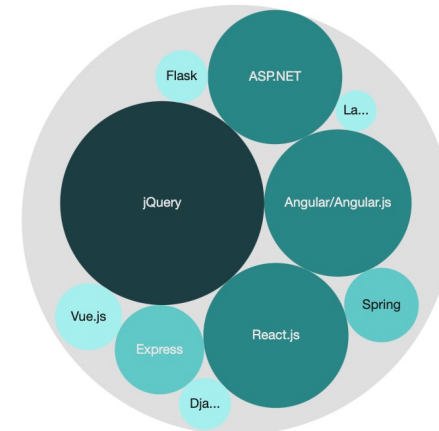 Flask
ASP.NET
La...
jQuery
Angular/Angular.js
Vue.js
Express
React.js
Spring
Dja...